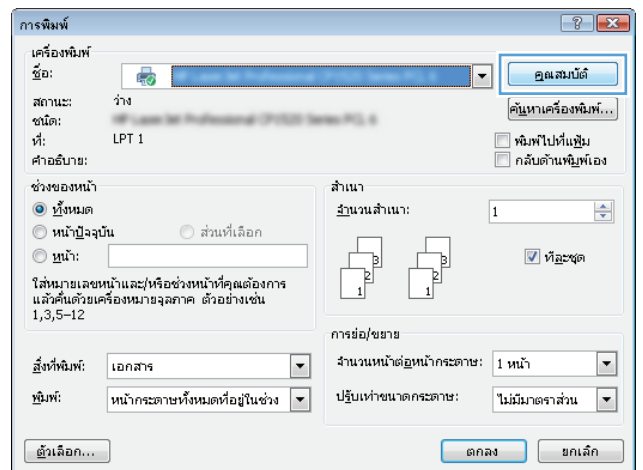 การพิมพ์
เครื่องพิมพ์
ชื่อ:
คุณสมบัติ
สถานะ: ว่าง
ค้นหาเครื่องพิมพ์...
ชนิด:
ที่: LPT 1
พิมพ์ไปที่แฟ้ม
คำอธิบาย:
กลับด้านพิมพ์เอง
ช่วงของหน้า
ทั้งหมด
หน้าปัจจุบัน ส่วนที่เลือก
หน้า:
ใส่หมายเลขหน้าและ/หรือช่วงหน้าที่คุณต้องการ
แล้วคั่นด้วยเครื่องหมายจุลภาค ตัวอย่างเช่น
1,3,5-12
สำเนา
จำนวนสำเนา: 1
3 3
2 2
1 1
ทีละชุด
สิ่งที่พิมพ์: เอกสาร
พิมพ์: หน้ากระดาษทั้งหมดที่อยู่ในช่วง
การย่อ/ขยาย
จำนวนหน้าต่อหน้ากระดาษ: 1 หน้า
ปรับเท่าขนาดกระดาษ: ไม่มีมาตราส่วน
ตัวเลือก...
ตกลง
ยกเลิก